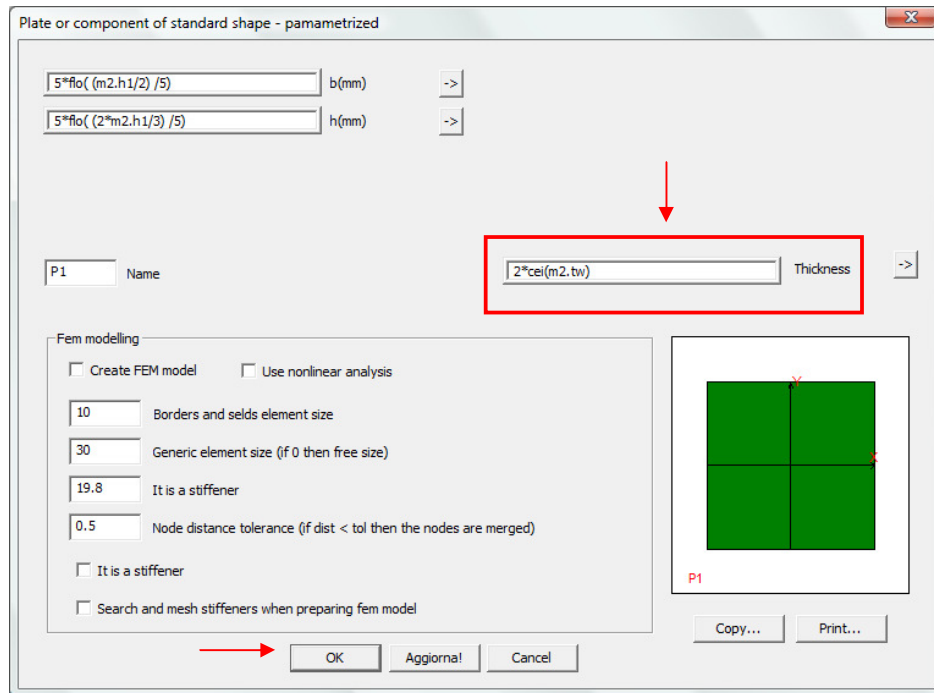 Plate or component of standard shape - pamametrized
5*flo( (m2.h1/2) /5) b(mm) ->
5*flo( (2*m2.h1/3) /5) h(mm) ->
P1 Name 2*cei(m2.tw) Thickness ->
Fem modelling
Create FEM model Use nonlinear analysis
10 Borders and selds element size
30 Generic element size (if 0 then free size)
19.8 It is a stiffener
0.5 Node distance tolerance (if dist < tol then the nodes are merged)
It is a stiffener
Search and mesh stiffeners when preparing fem model
Y
X
P1
Copy... Print...
OK Aggiorna! Cancel